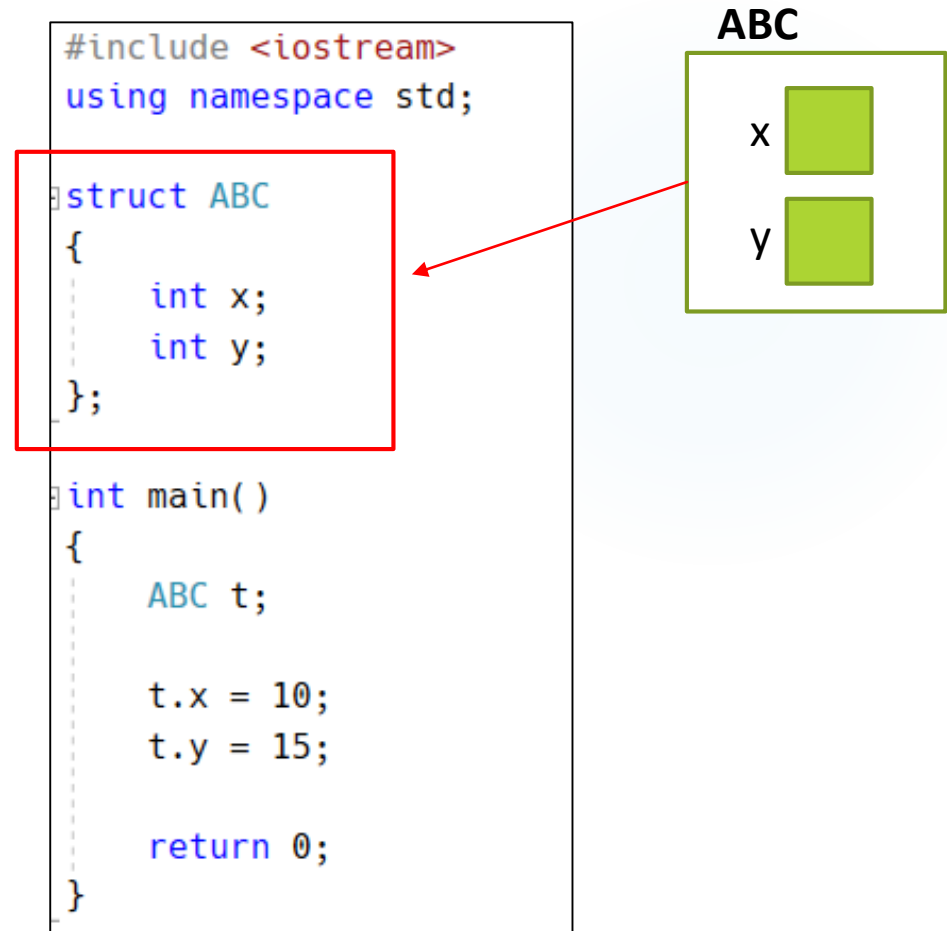 #include <iostream>
using namespace std;
struct ABC
{
    int x;
    int y;
};
int main()
{
    ABC t;
    t.x = 10;
    t.y = 15;
    return 0;
}
ABC
x
y